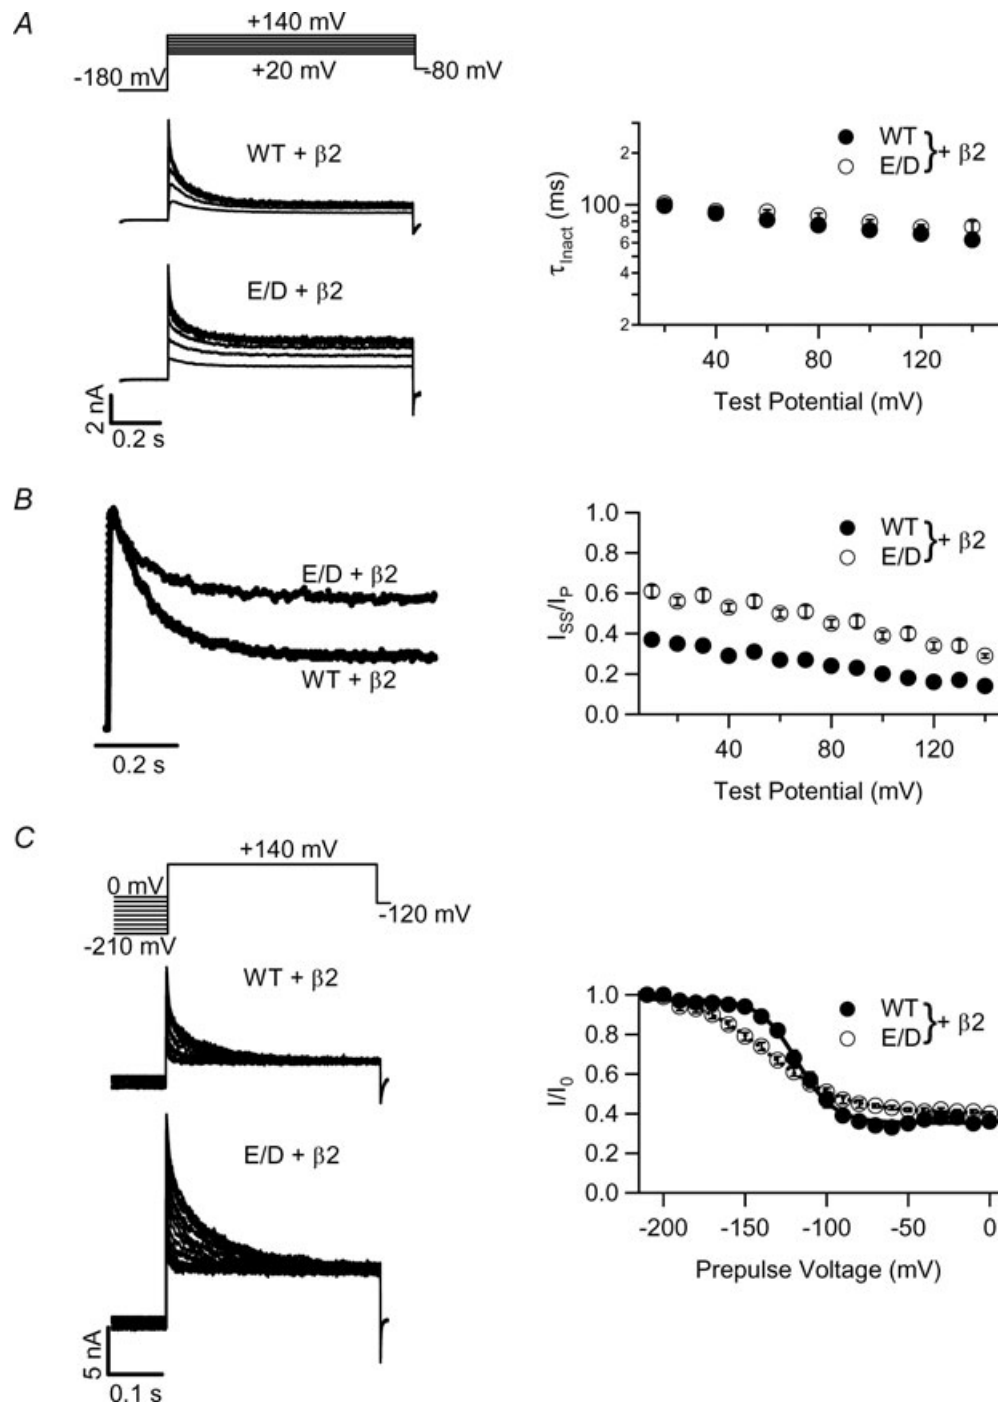 A
+140 mV
-180 mV
+20 mV
-80 mV
WT + β2
E/D + β2
2 nA
0.2 s
WT
E/D
} + β2
τInact (ms)
2
100
8
6
4
2
40
80
120
Test Potential (mV)
B
E/D + β2
WT + β2
0.2 s
WT
E/D
} + β2
ISS/IP
1.0
0.8
0.6
0.4
0.2
0.0
40
80
120
Test Potential (mV)
C
+140 mV
0 mV
-120 mV
-210 mV
WT + β2
E/D + β2
5 nA
0.1 s
WT
E/D
} + β2
I/I0
1.0
0.8
0.6
0.4
0.2
0.0
-200
-150
-100
-50
0
Prepulse Voltage (mV)